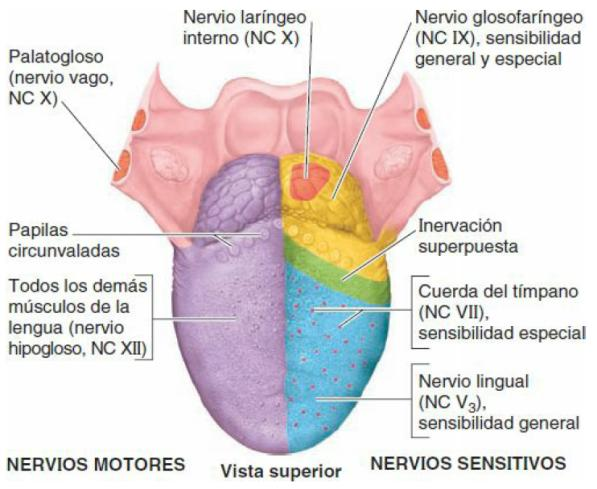 Nervio laríngeo
interno (NC X)
Nervio glosofaríngeo
(NC IX), sensibilidad
general y especial
Palatogloso
(nervio vago,
NC X)
Papilas
circunvaladas
Inervación
superpuesta
Todos los demás
músculos de la
lengua (nervio
hipogloso, NC XII)
Cuerda del tímpano
(NC VII),
sensibilidad especial
Nervio lingual
(NC V₃),
sensibilidad general
NERVIOS MOTORES
Vista superior
NERVIOS SENSITIVOS